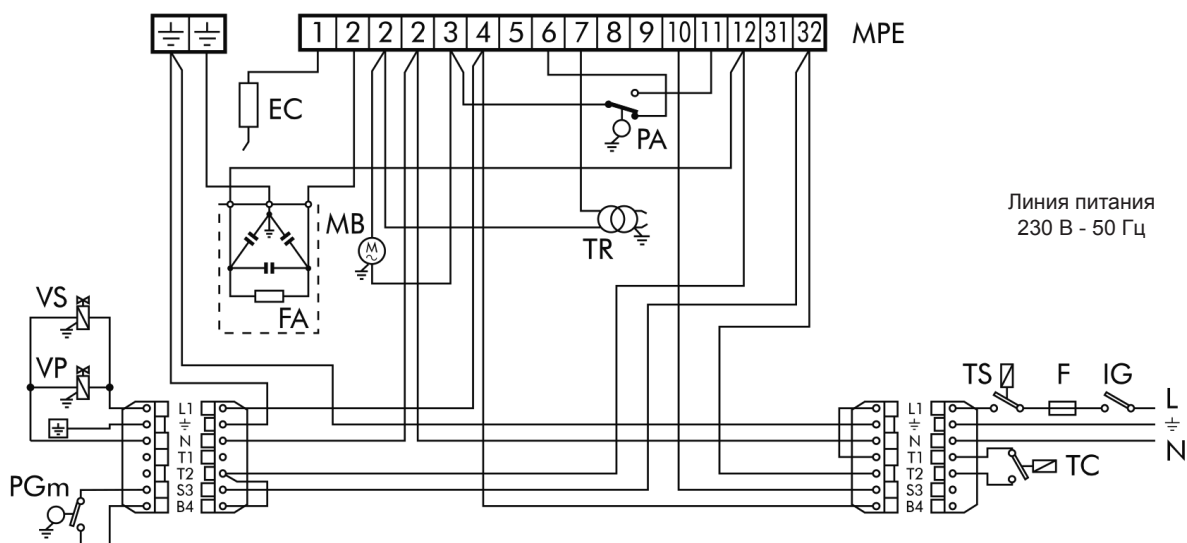 1 2 2 2 3 4 5 6 7 8 9 10 11 12 31 32 MPE
EC
PA
Линия питания
230 В - 50 Гц
MB
M
TR
FA
VS
VP
TS F IG
L1 L1 L
N N N
T1 T1
T2 T2 TC
S3 S3
B4 B4
PGm